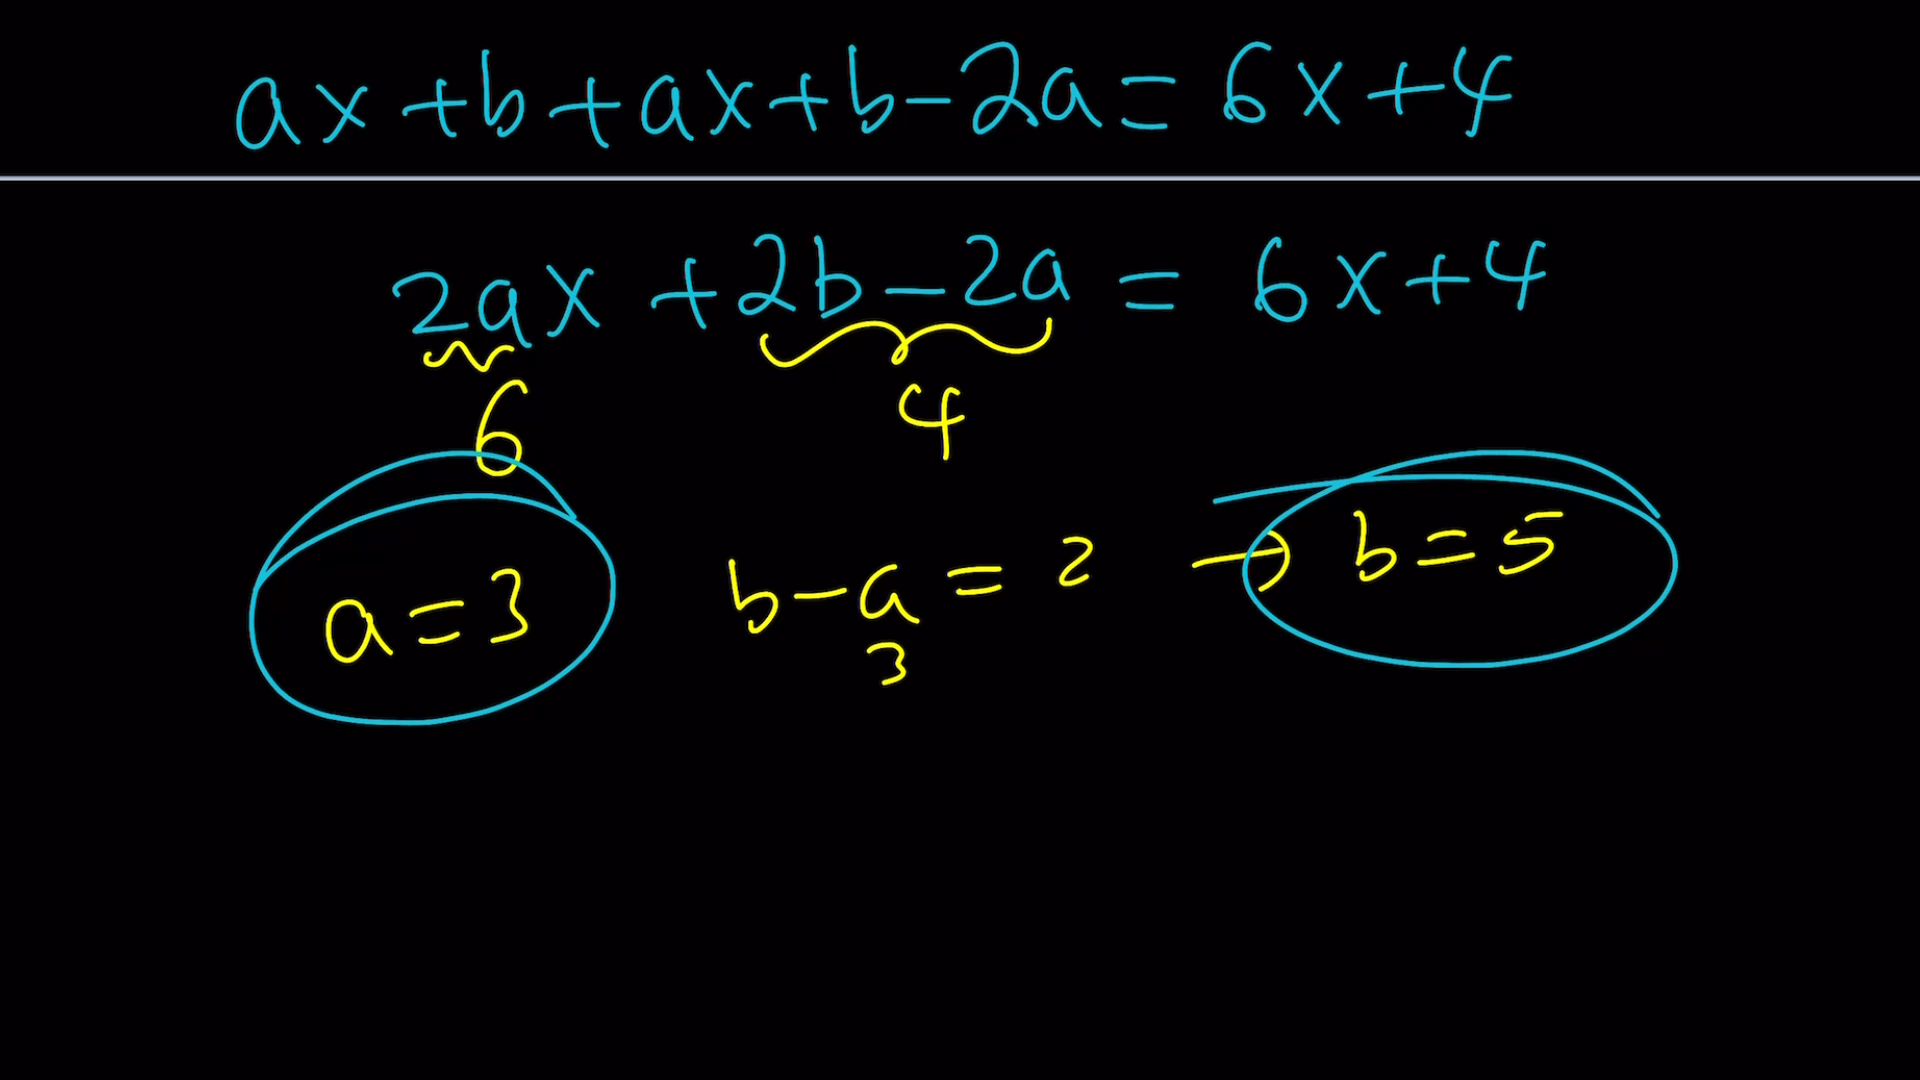 ax+b+ax+b-2a=6x+4
2ax+2b-2a=6x+4
6 4
a=3 b-a=2 → b=5
3